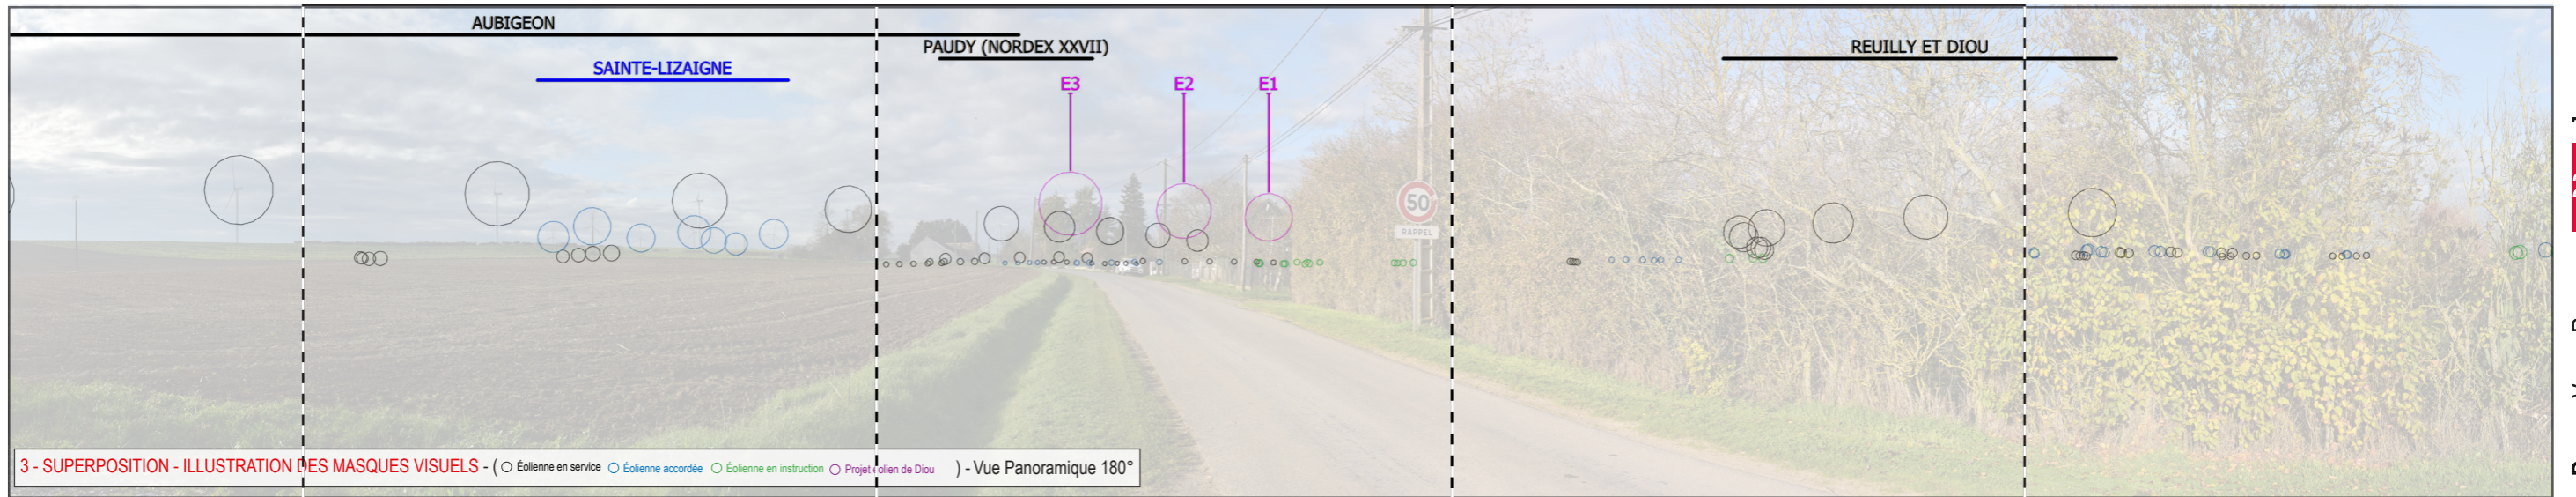 AUBIGEON
PAUDY (NORDEX XXVII)
REUILLY ET DIOU
SAINTE-LIZAIGNE
E3
E2
E1
50
RAPPEL
3 - SUPERPOSITION - ILLUSTRATION DES MASQUES VISUELS - ( Éolienne en service Éolienne accordée Éolienne en instruction Projet éolien de Diou ) - Vue Panoramique 180°